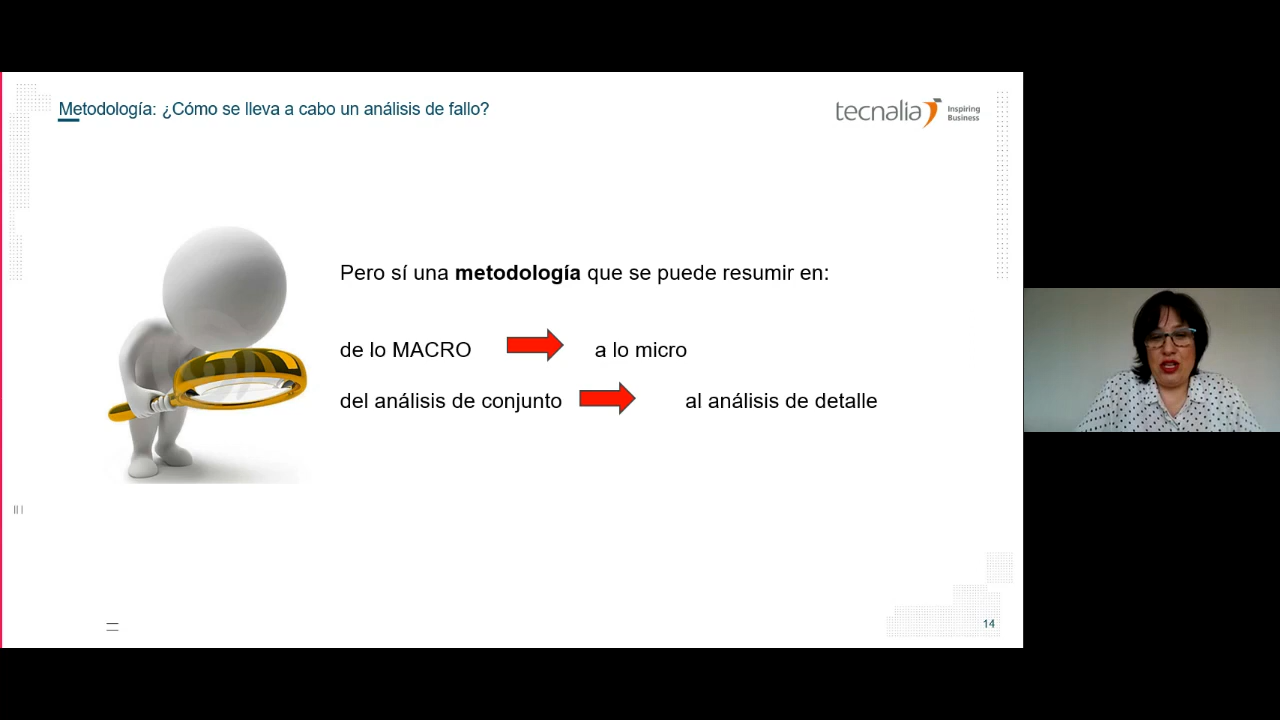 Metodología: ¿Cómo se lleva a cabo un análisis de fallo?
tecnalia Inspiring
Business
Pero sí una metodología que se puede resumir en:
de lo MACRO a lo micro
del análisis de conjunto al análisis de detalle
14